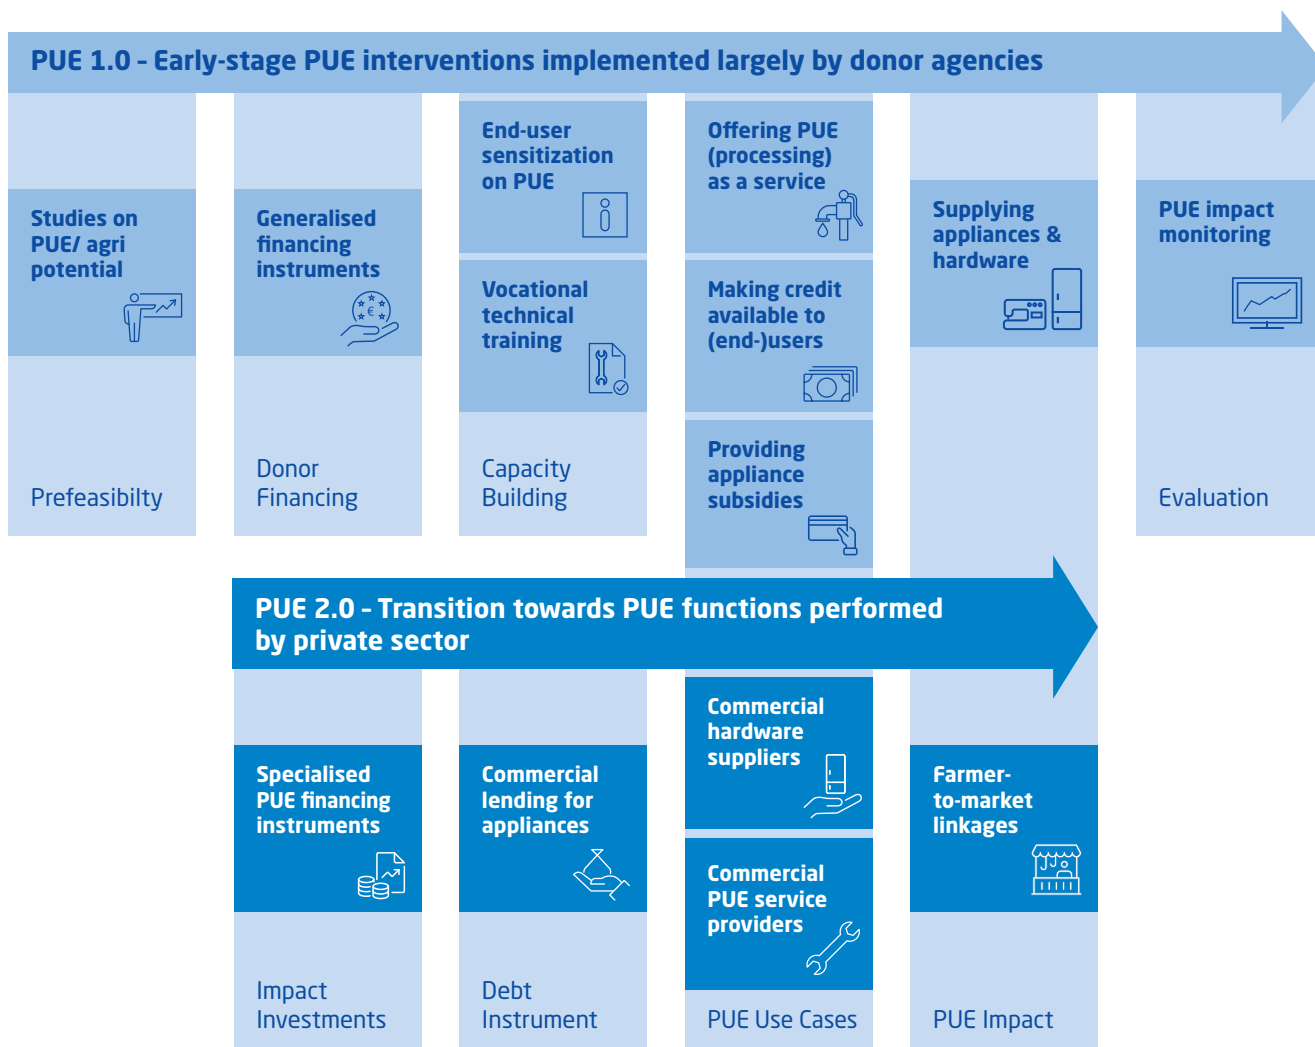 PUE 1.0 – Early-stage PUE interventions implemented largely by donor agencies
Studies on
PUE/ agri
potential
Prefeasibilty
Generalised
financing
instruments
€
Donor
Financing
End-user
sensitization
on PUE
Vocational
technical
training
Capacity
Building
Offering PUE
(processing)
as a service
Making credit
available to
(end-)users
Providing
appliance
subsidies
Supplying
appliances &
hardware
PUE impact
monitoring
Evaluation
PUE 2.0 – Transition towards PUE functions performed
by private sector
Specialised
PUE financing
instruments
Impact
Investments
Commercial
lending for
appliances
Debt
Instrument
Commercial
hardware
suppliers
Commercial
PUE service
providers
PUE Use Cases
Farmer-
to-market
linkages
PUE Impact